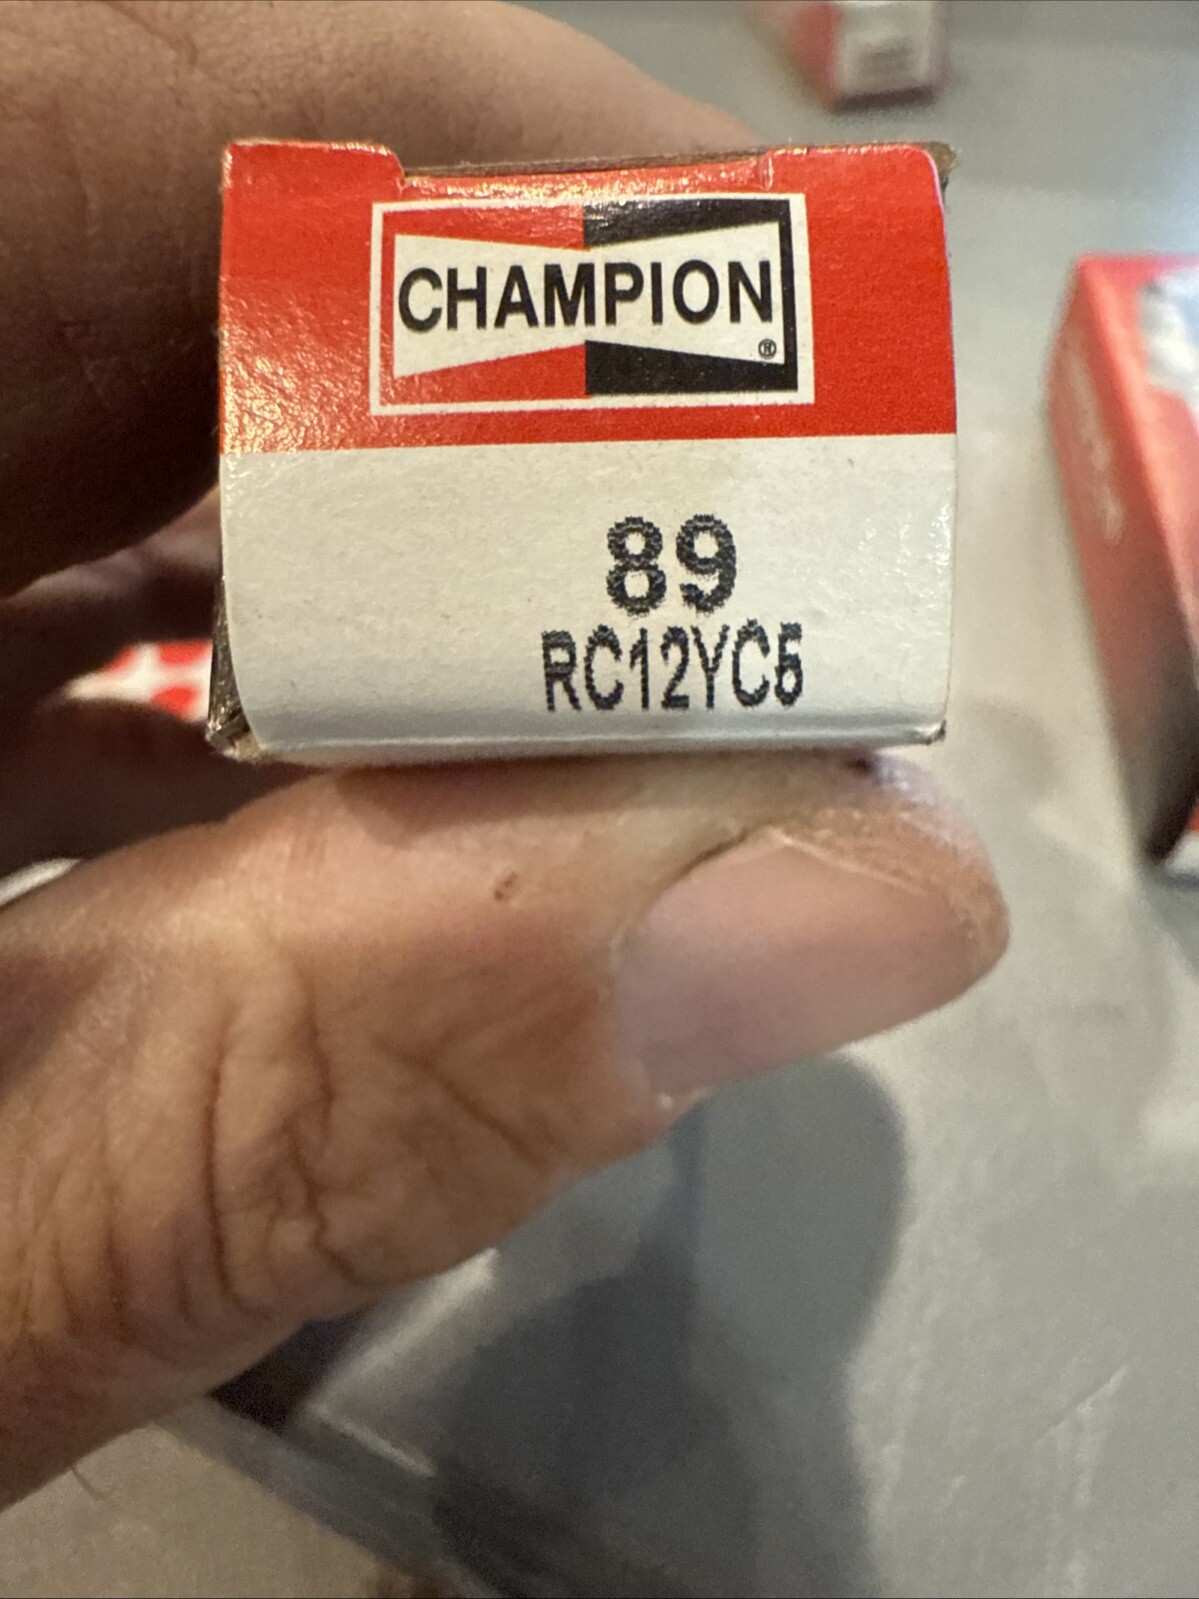 CHAMPION
®
89
RC12YC5